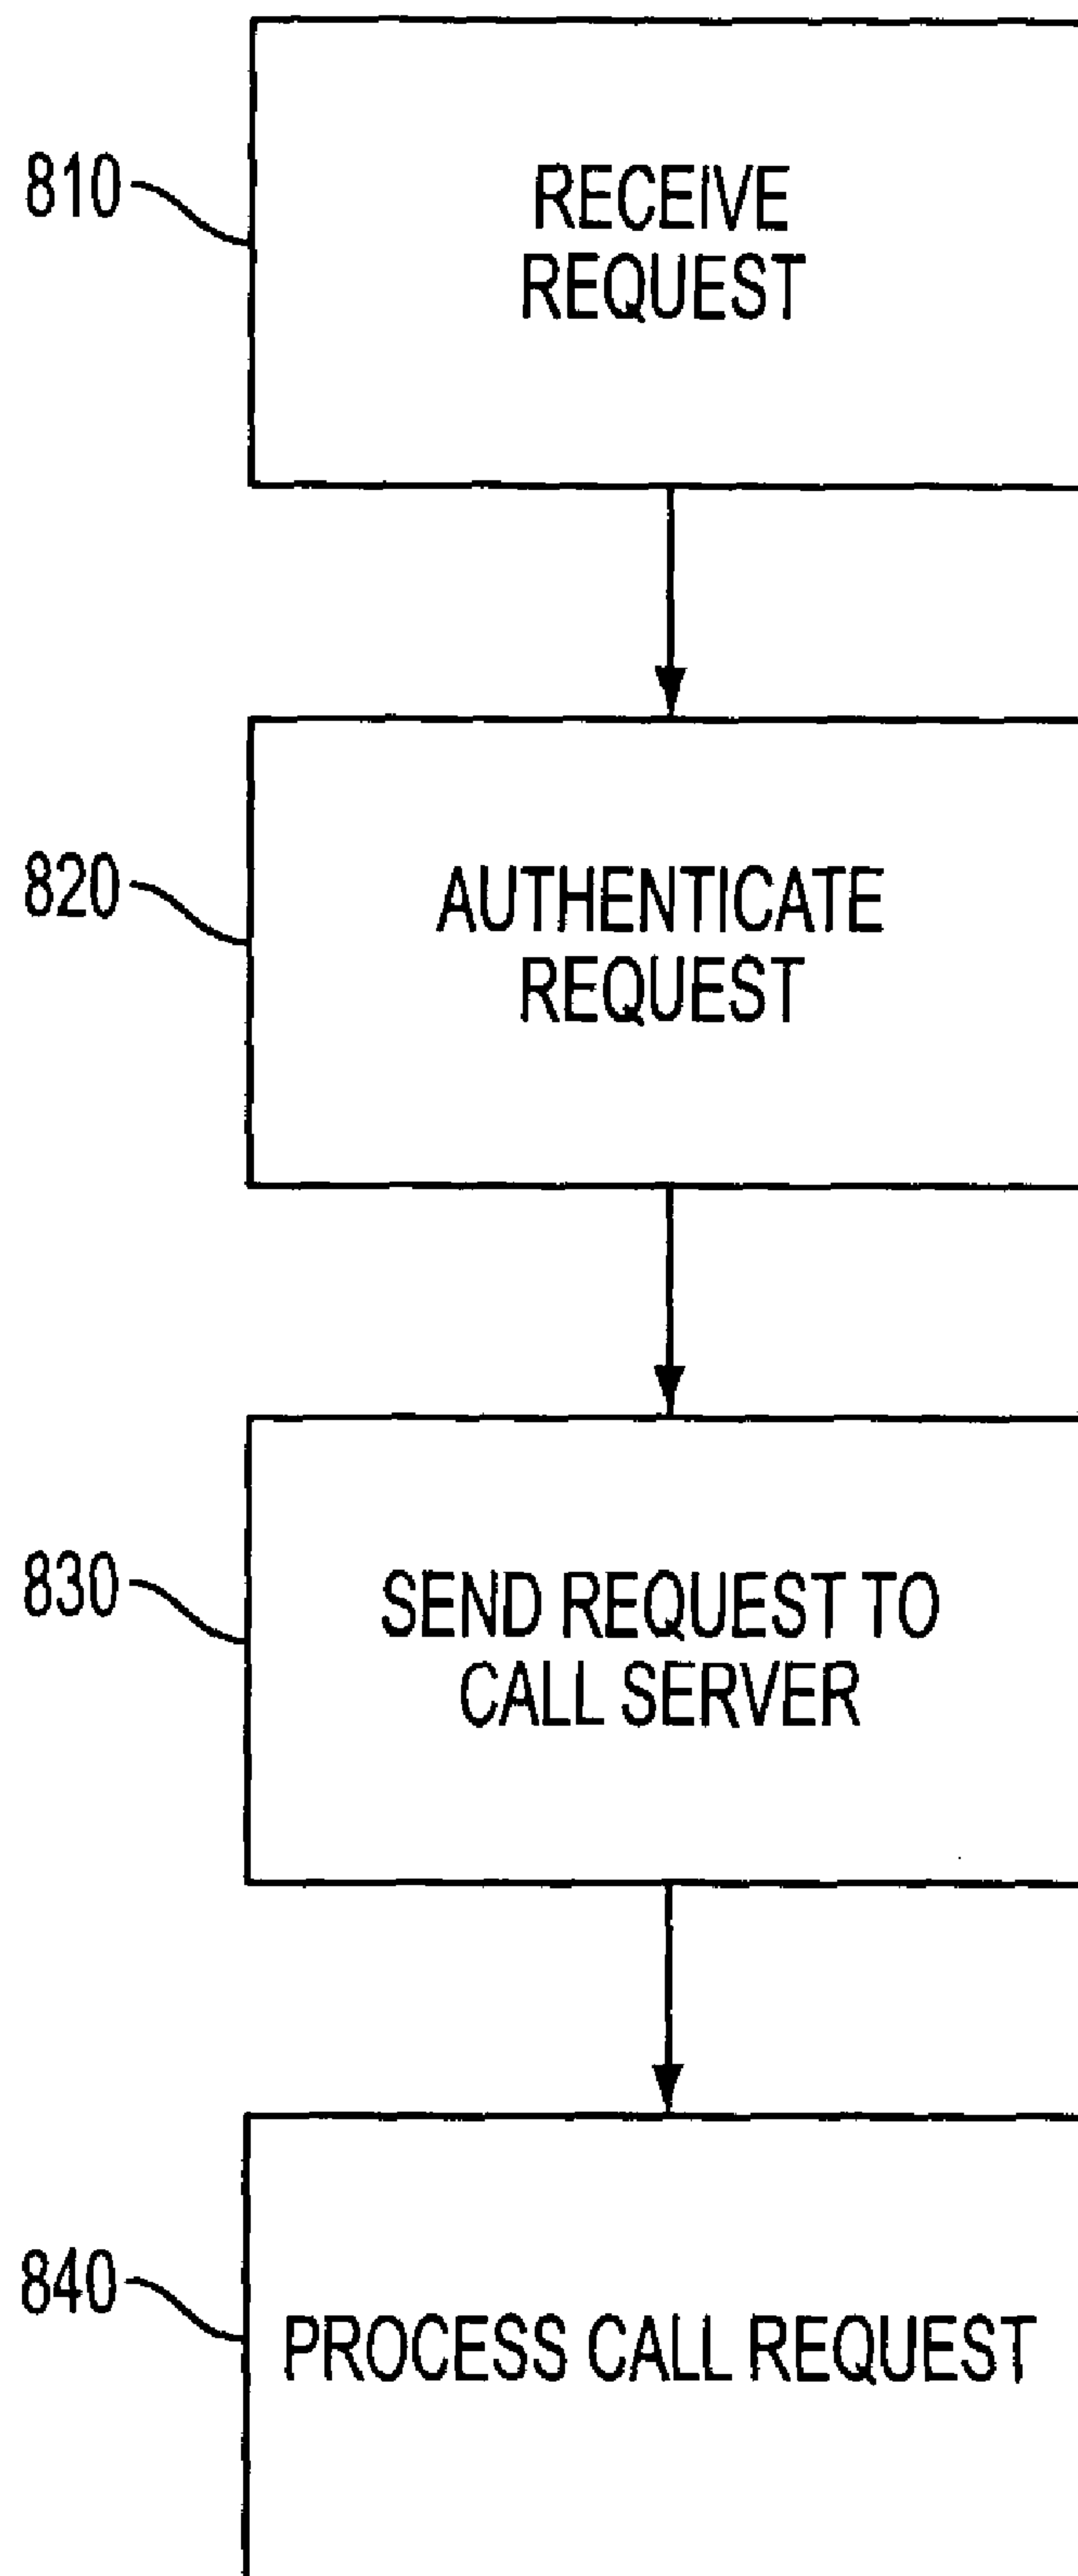 810
RECEIVE
REQUEST
820
AUTHENTICATE
REQUEST
830
SEND REQUEST TO
CALL SERVER
840
PROCESS CALL REQUEST